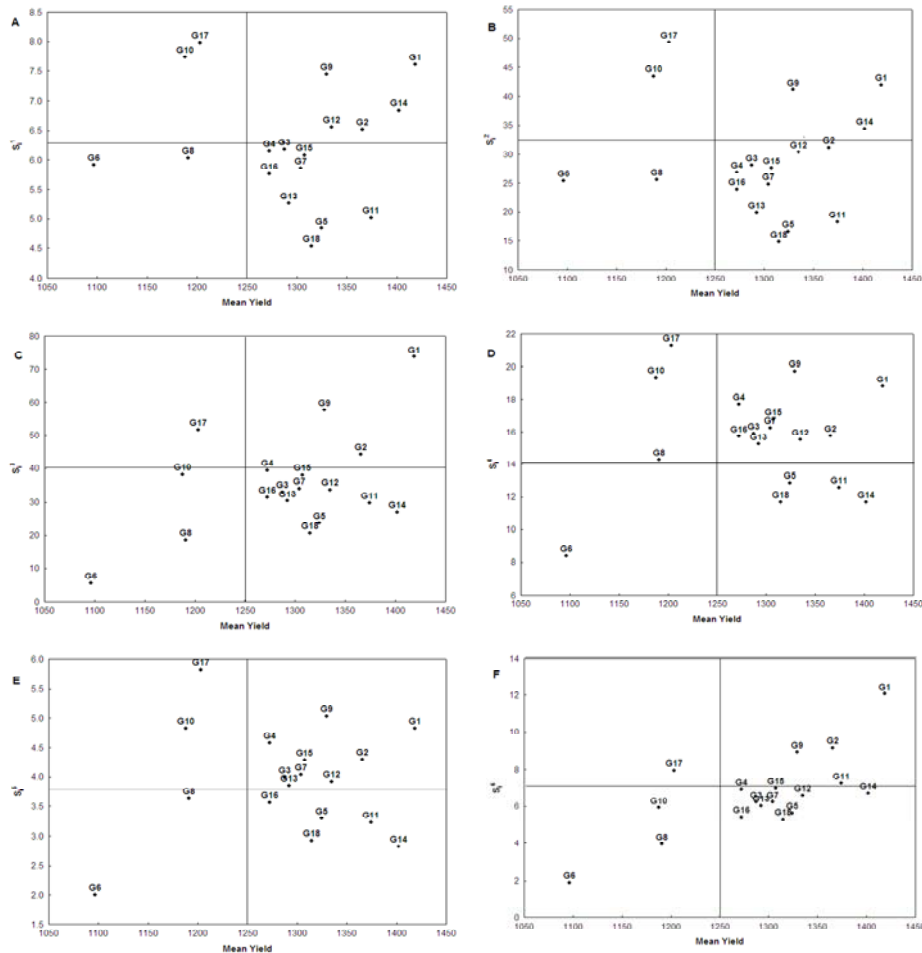 A
8.0
7.5
7.0
6.5
6.0
5.5
5.0
4.5
4.0
G17
G10
G1
G9
G14
G12
G2
G4
G3
G15
G8
G6
G7
G16
G13
G11
G5
G18
1100
1150
1200
1250
1300
1350
1400
1450
Mean Yield
B
55
50
45
40
35
30
25
20
15
10
G17
G10
G9
G1
G14
G2
G12
G3
G15
G4
G8
G7
G16
G13
G11
G5
G18
1050
1100
1150
1200
1250
1300
1350
1400
1450
Mean Yield
C
80
70
60
50
40
30
20
10
0
G1
G9
G17
G2
G10
G4
G15
G3
G7
G12
G16
G13
G11
G14
G5
G18
G8
G6
1050
1100
1150
1200
1250
1300
1350
1400
1450
Mean Yield
D
22
20
18
16
14
12
10
8
6
G17
G9
G10
G1
G4
G15
G7
G16
G3
G2
G13
G12
G8
G5
G11
G18
G14
G6
1050
1100
1150
1200
1250
1300
1350
1400
1450
Mean Yield
E
6.0
5.5
5.0
4.5
4.0
3.5
3.0
2.5
2.0
1.5
G17
G9
G10
G1
G4
G15
G2
G3
G7
G13
G12
G8
G16
G5
G11
G18
G14
G6
1050
1100
1150
1200
1250
1300
1350
1400
1450
Mean Yield
F
14
12
10
8
6
4
2
0
G1
G2
G9
G17
G11
G4
G15
G14
G3
G7
G12
G10
G13
G5
G16
G18
G8
G6
1050
1100
1150
1200
1250
1300
1350
1400
1450
Mean Yield